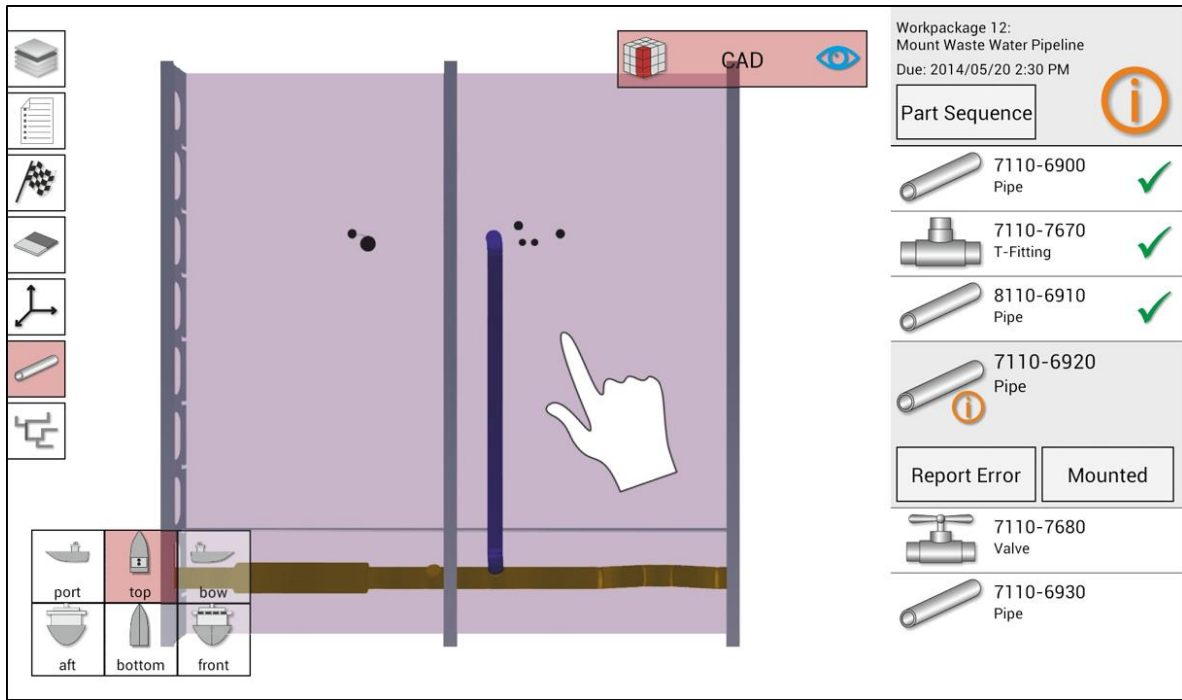 CAD
Workpackage 12:
Mount Waste Water Pipeline
Due: 2014/05/20 2:30 PM
Part Sequence
7110-6900
Pipe
7110-7670
T-Fitting
8110-6910
Pipe
7110-6920
Pipe
Report Error
Mounted
7110-7680
Valve
7110-6930
Pipe
port
top
bow
aft
bottom
front